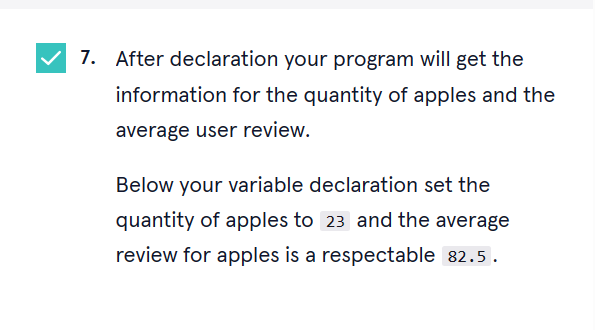 7. After declaration your program will get the
information for the quantity of apples and the
average user review.
Below your variable declaration set the
quantity of apples to 23 and the average
review for apples is a respectable 82.5.